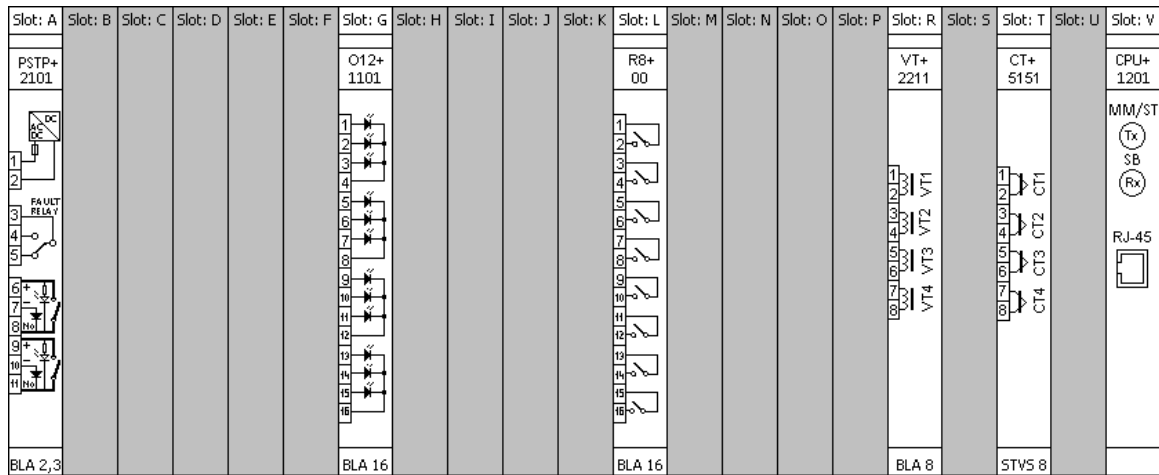 Slot: A Slot: B Slot: C Slot: D Slot: E Slot: F Slot: G Slot: H Slot: I Slot: J Slot: K Slot: L Slot: M Slot: N Slot: O Slot: P Slot: R Slot: S Slot: T Slot: U Slot: V
PSTP+
2101
AC DC
DC
1
2
FAULT
RELAY
3
4
5
6 +
7 -
8 No
9 +
10 -
11 No
BLA 2,3
O12+
1101
1
2
3
4
5
6
7
8
9
10
11
12
13
14
15
16
BLA 16
R8+
00
1
2
3
4
5
6
7
8
9
10
11
12
13
14
15
16
BLA 16
VT+
2211
1
2
VT1
3
4
VT2
5
6
VT3
7
8
VT4
BLA 8
CT+
5151
1
2
CT1
3
4
CT2
5
6
CT3
7
8
CT4
STVS 8
CPU+
1201
MM/ST
Tx
SB
Rx
RJ-45